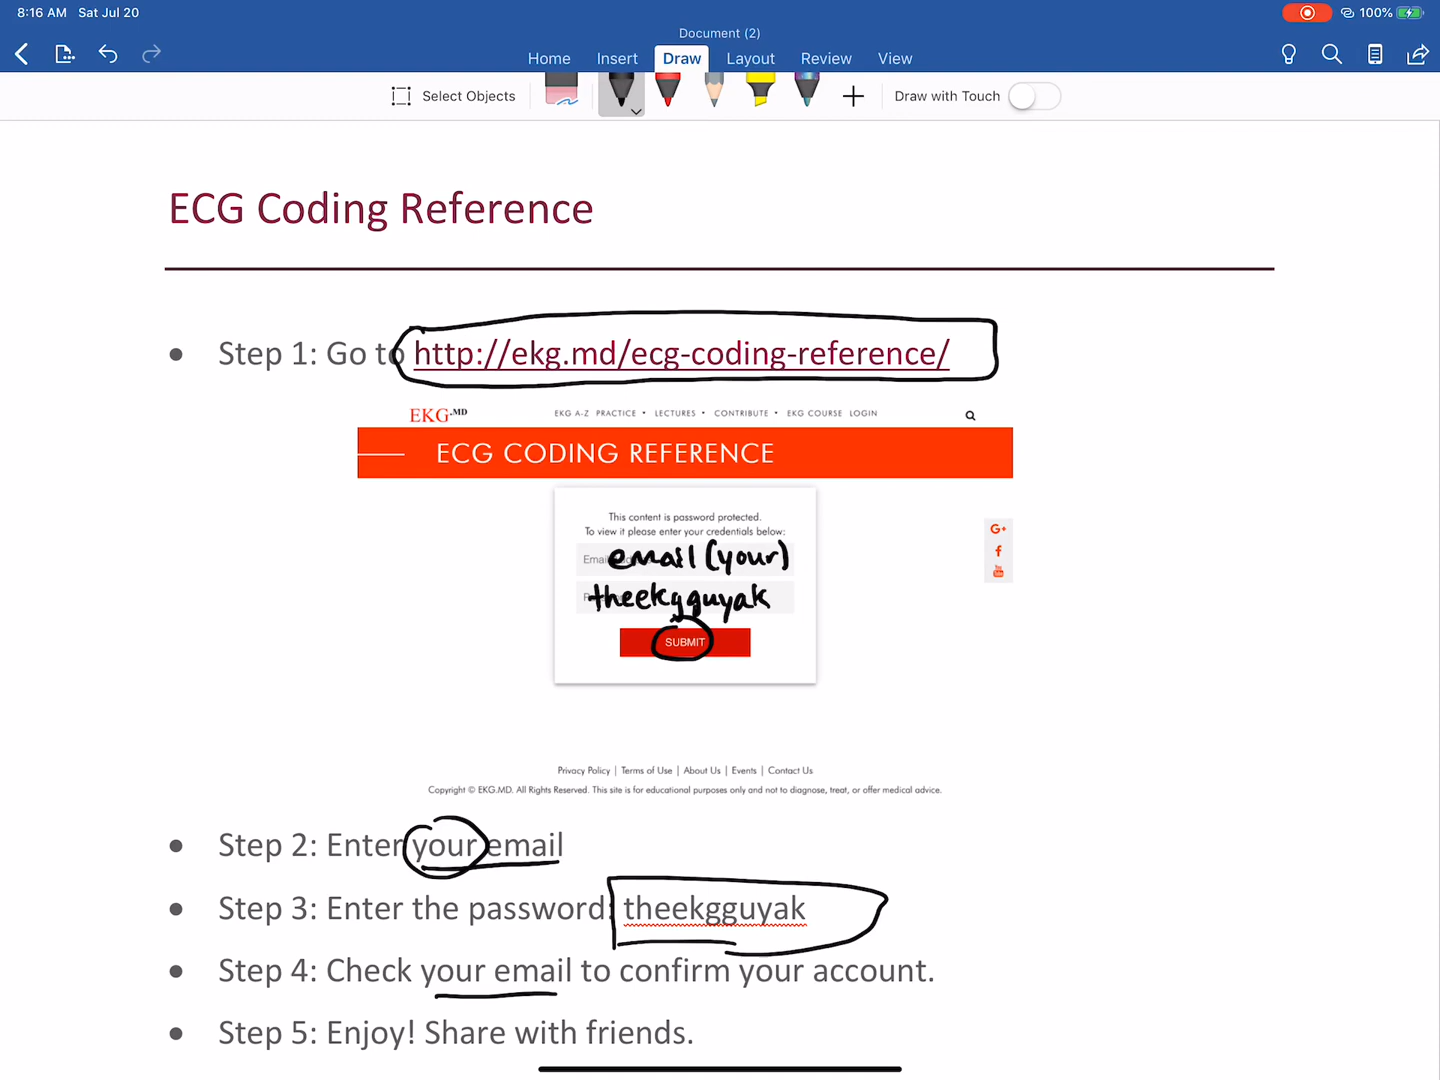 8:16 AM Sat Jul 20
100%
Document (2)
Home Insert Draw Layout Review View
Select Objects
Draw with Touch
ECG Coding Reference
• Step 1: Go to http://ekg.md/ecg-coding-reference/
EKG.MD
EKG A-Z PRACTICE • LECTURES • CONTRIBUTE • EKG COURSE LOGIN
ECG CODING REFERENCE
This content is password protected.
To view it please enter your credentials below:
email (your)
theekgguyak
SUBMIT
G+
f
You Tube
Privacy Policy | Terms of Use | About Us | Events | Contact Us
Copyright © EKG.MD. All Rights Reserved. This site is for educational purposes only and not to diagnose, treat, or offer medical advice.
• Step 2: Enter your email
• Step 3: Enter the password: theekgguyak
• Step 4: Check your email to confirm your account.
• Step 5: Enjoy! Share with friends.